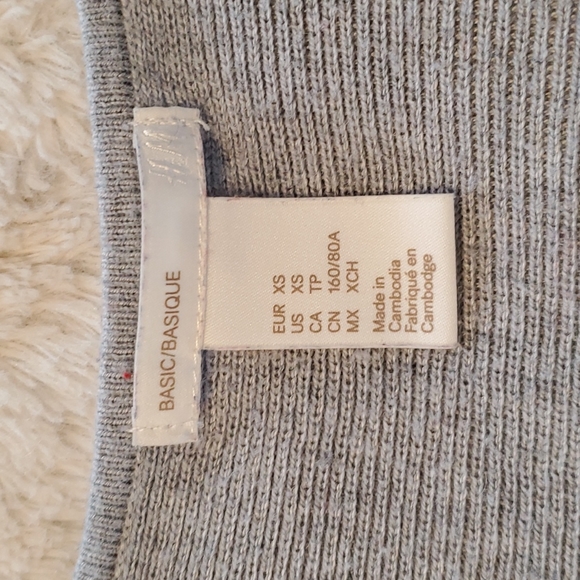 H&M
BASIC/BASIQUE
EUR XS
US XS
CA TP
CN 160/80A
MX XCH
Made in
Cambodia
Fabriqué en
Cambodge